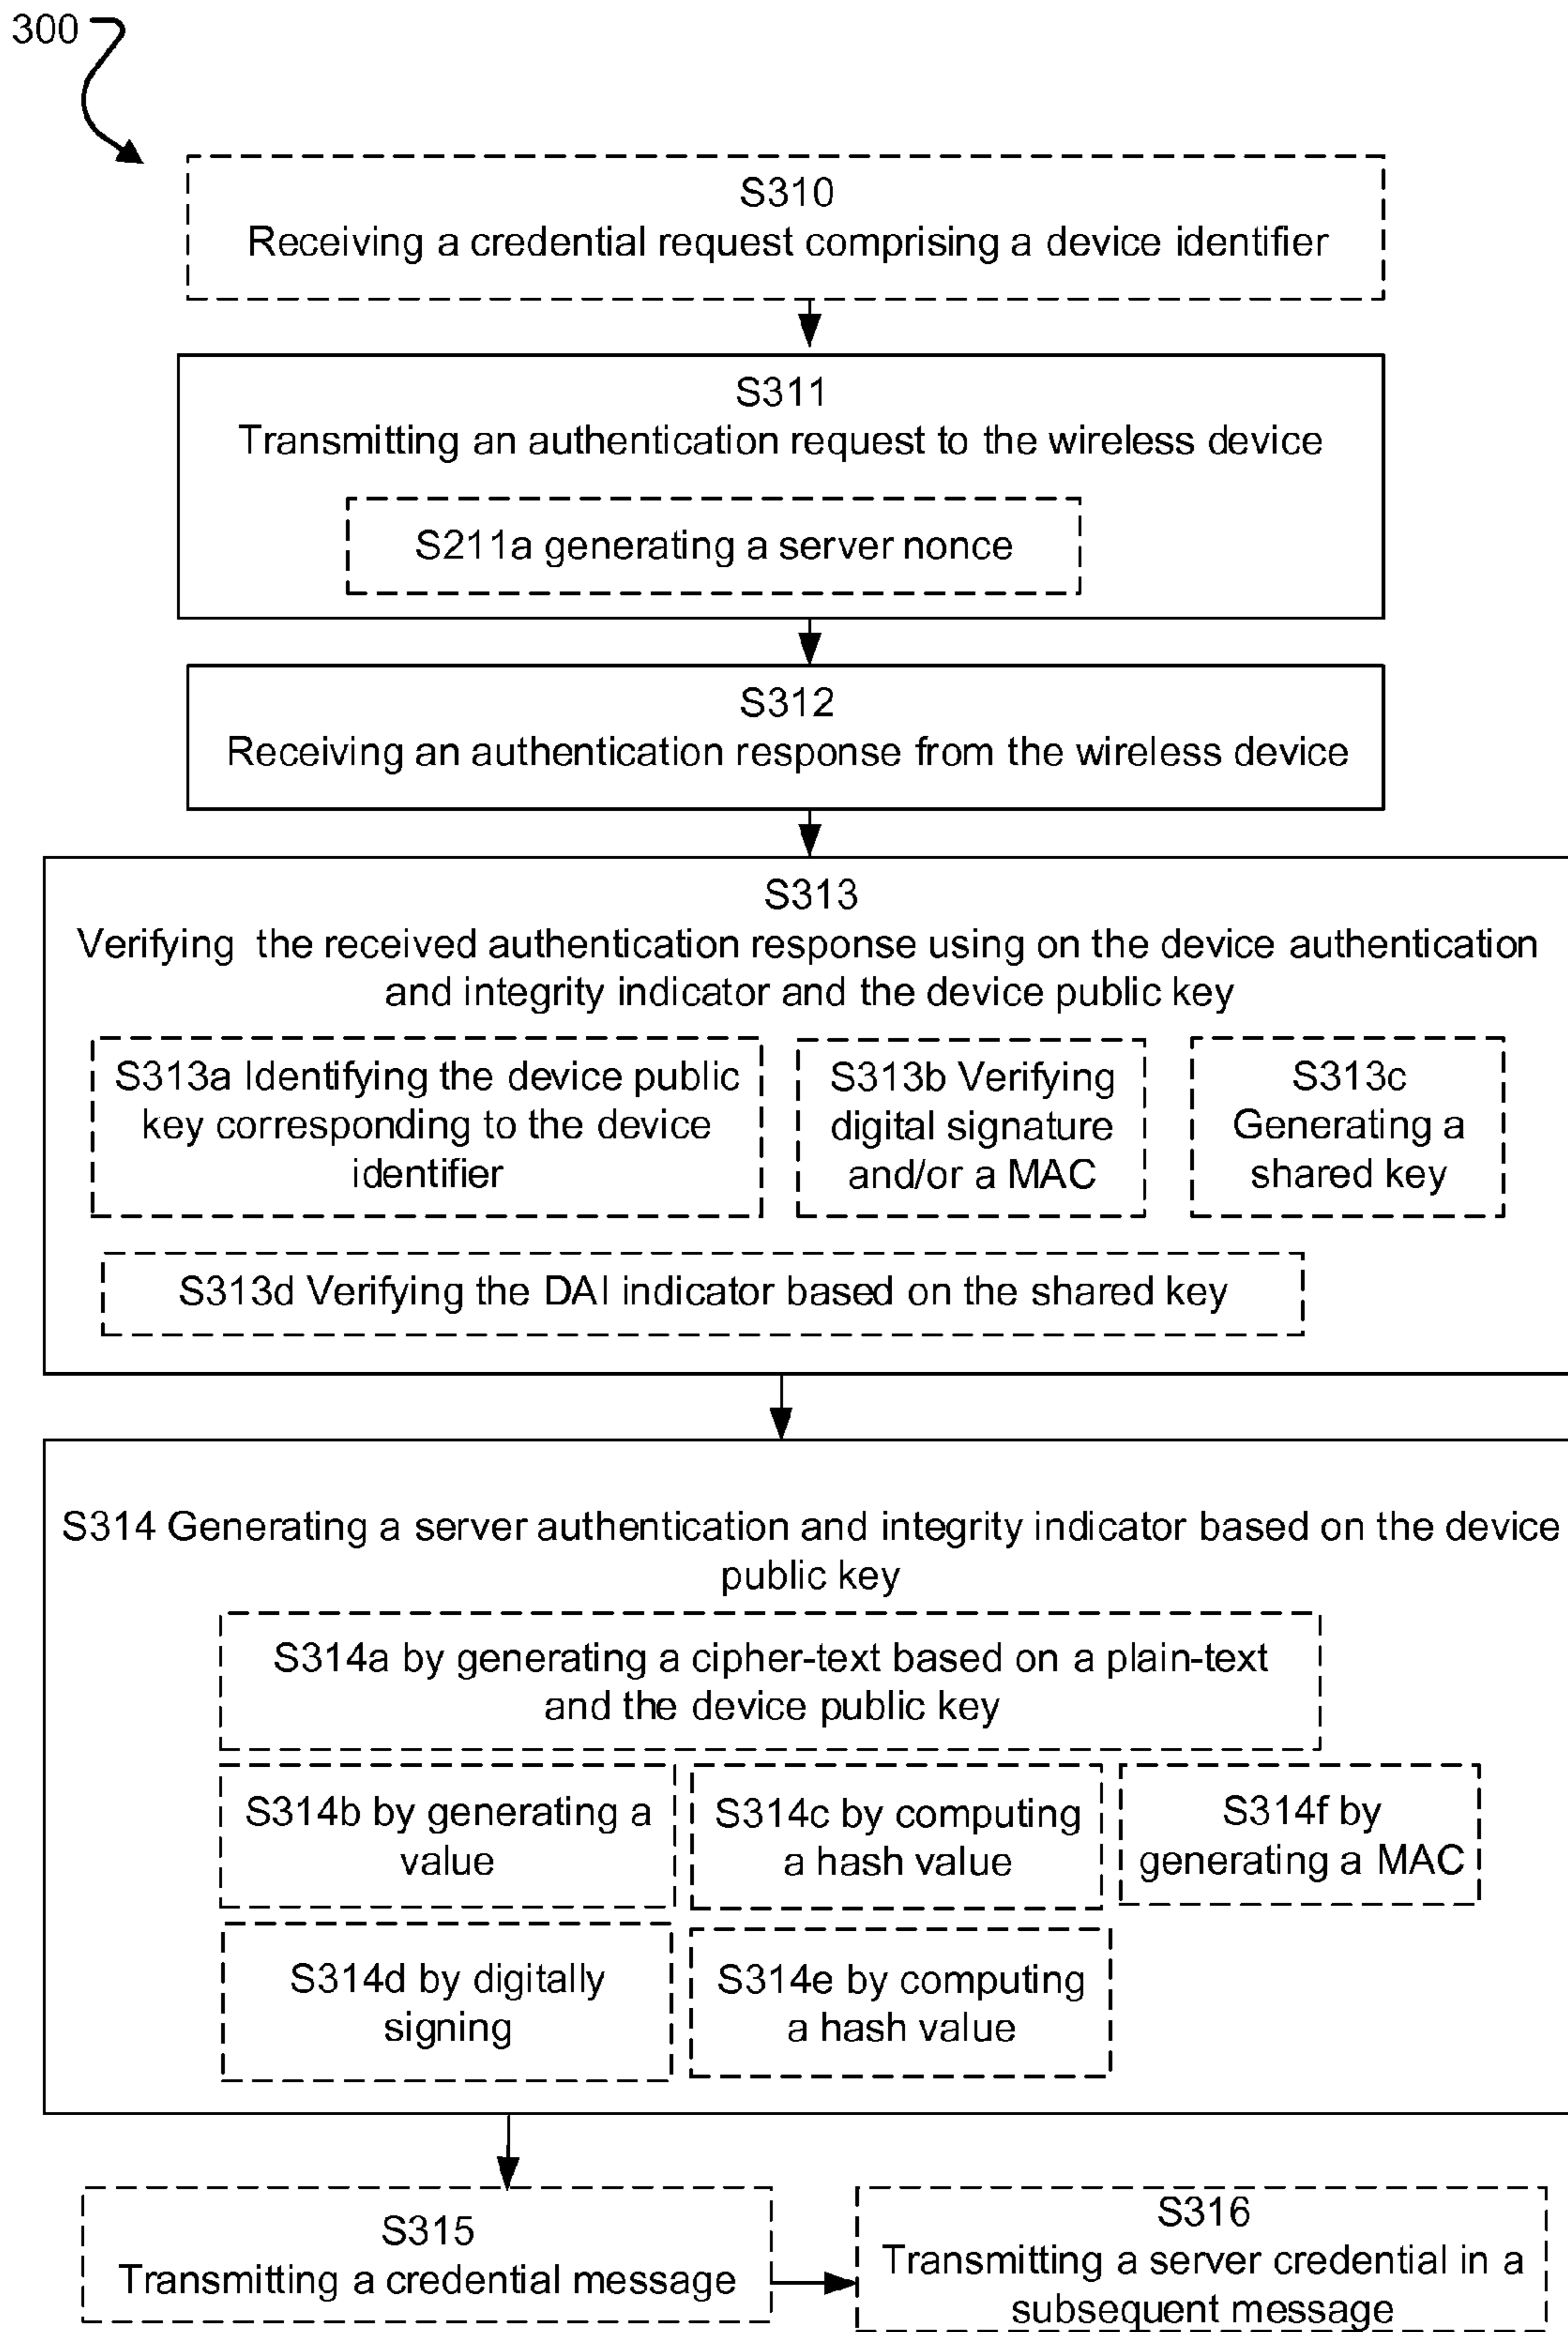 300
S310
Receiving a credential request comprising a device identifier
S311
Transmitting an authentication request to the wireless device
S211a generating a server nonce
S312
Receiving an authentication response from the wireless device
S313
Verifying the received authentication response using on the device authentication
and integrity indicator and the device public key
S313a Identifying the device public
key corresponding to the device
identifier
S313b Verifying
digital signature
and/or a MAC
S313c
Generating a
shared key
S313d Verifying the DAI indicator based on the shared key
S314 Generating a server authentication and integrity indicator based on the device
public key
S314a by generating a cipher-text based on a plain-text
and the device public key
S314b by generating a
value
S314c by computing
a hash value
S314f by
generating a MAC
S314d by digitally
signing
S314e by computing
a hash value
S315
Transmitting a credential message
S316
Transmitting a server credential in a
subsequent message